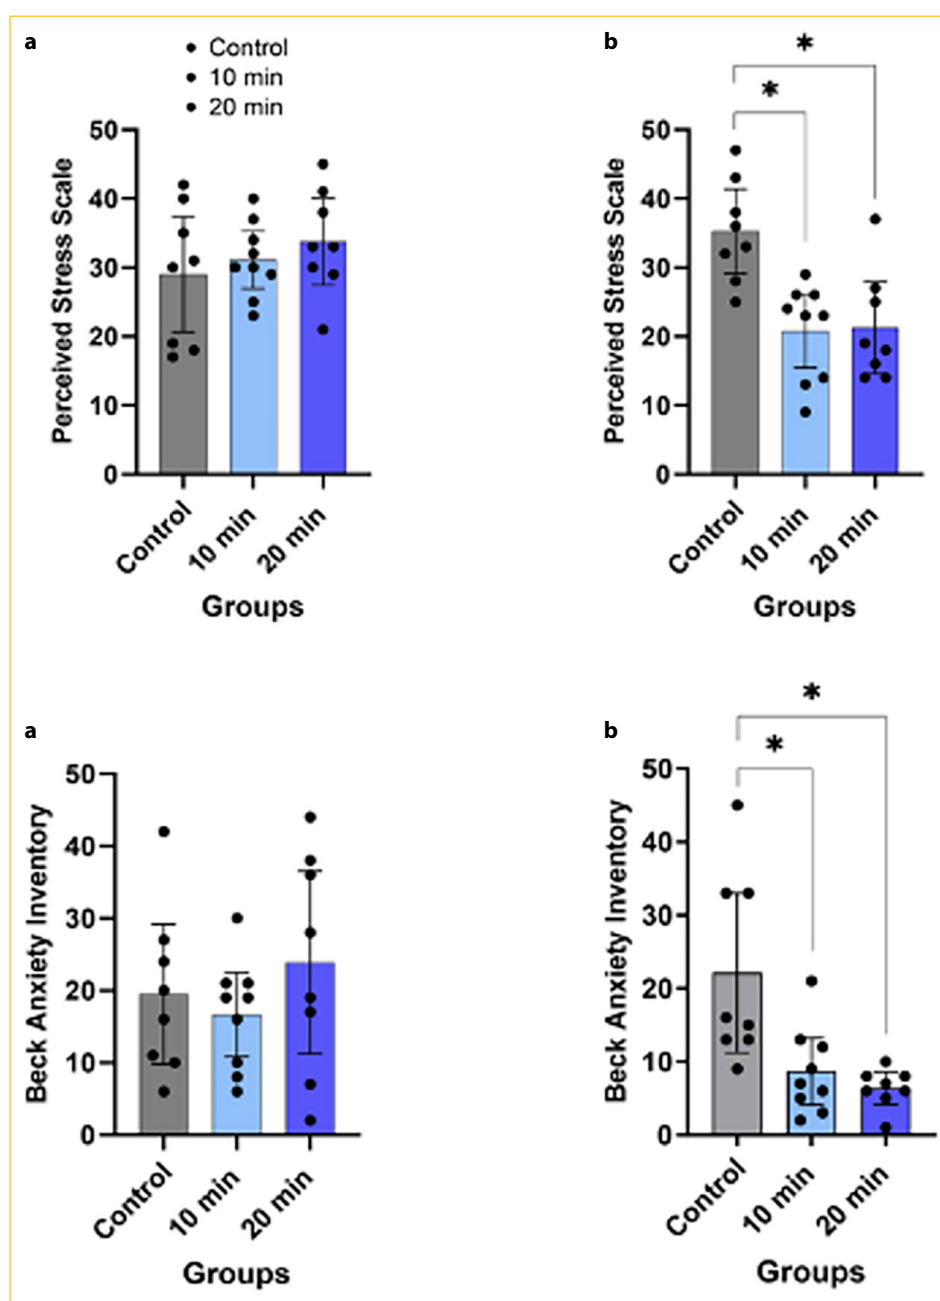 a
Control
10 min
20 min
50
40
30
20
10
0
Perceived Stress Scale
Control
10 min
20 min
Groups
b
*
*
50
40
30
20
10
0
Perceived Stress Scale
Control
10 min
20 min
Groups
a
50
40
30
20
10
0
Beck Anxiety Inventory
Control
10 min
20 min
Groups
b
*
*
50
40
30
20
10
0
Beck Anxiety Inventory
Control
10 min
20 min
Groups